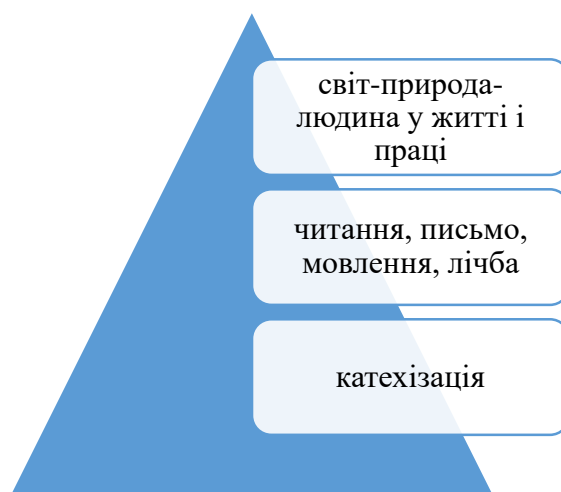 світ-природа-
людина у житті і
праці
читання, письмо,
мовлення, лічба
катехізація